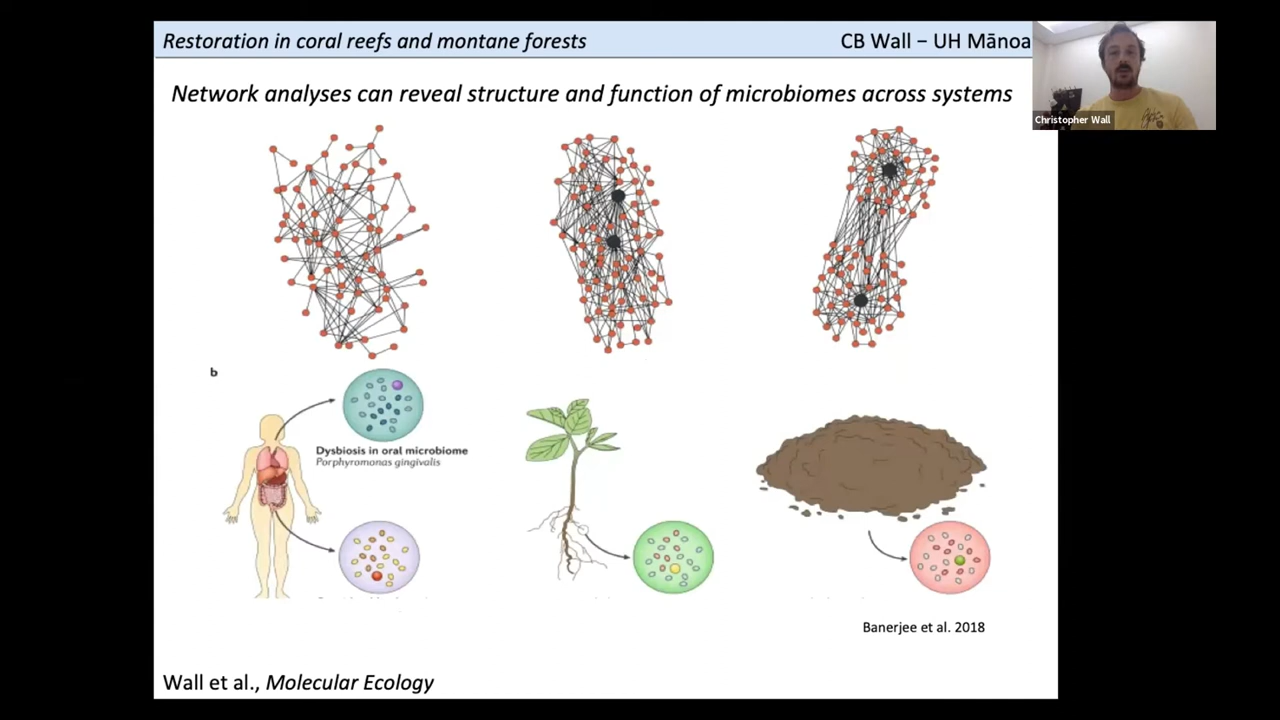 Restoration in coral reefs and montane forests
CB Wall – UH Mānoa
Christopher Wall
Network analyses can reveal structure and function of microbiomes across systems
b
Dysbiosis in oral microbiome
Porphyromonas gingivalis
Banerjee et al. 2018
Wall et al., Molecular Ecology